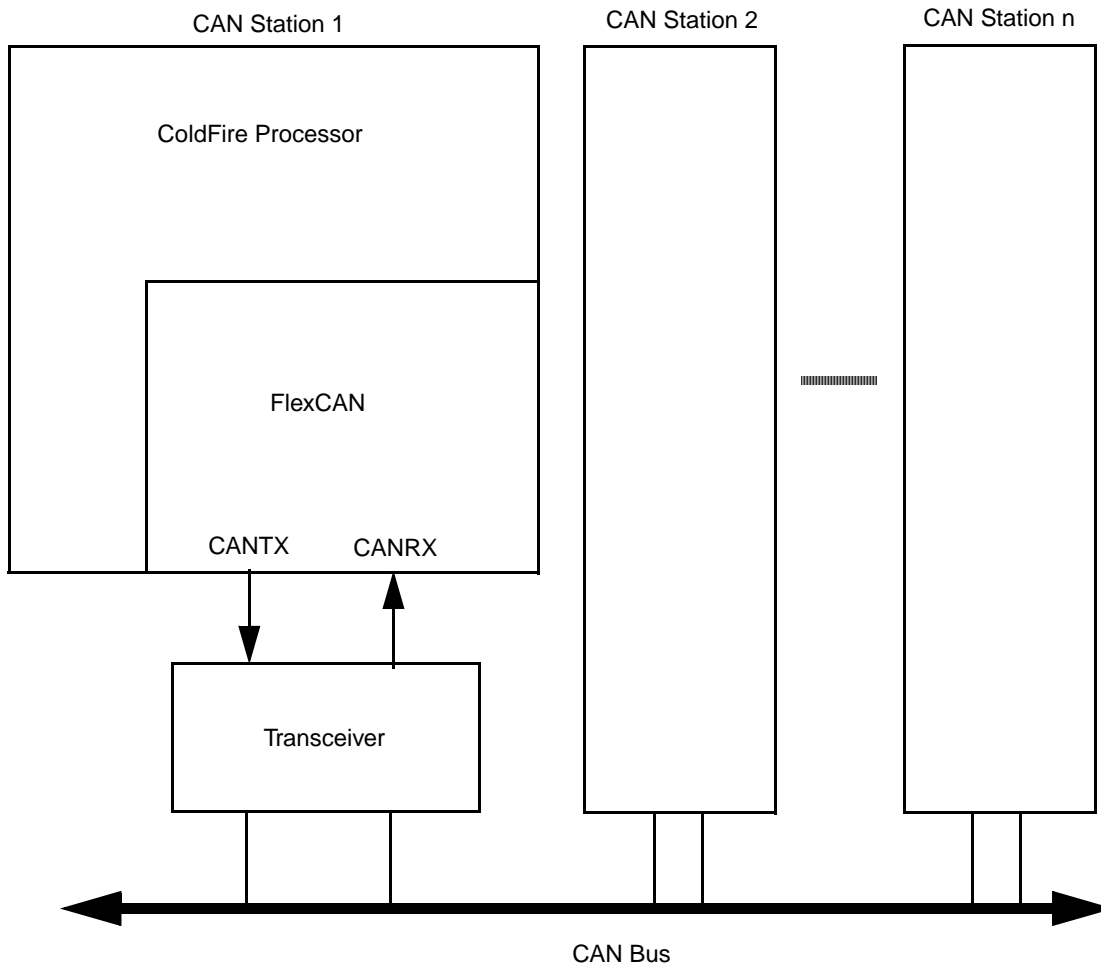 CAN Station 1
CAN Station 2
CAN Station n
ColdFire Processor
FlexCAN
CANTX
CANRX
Transceiver
CAN Bus